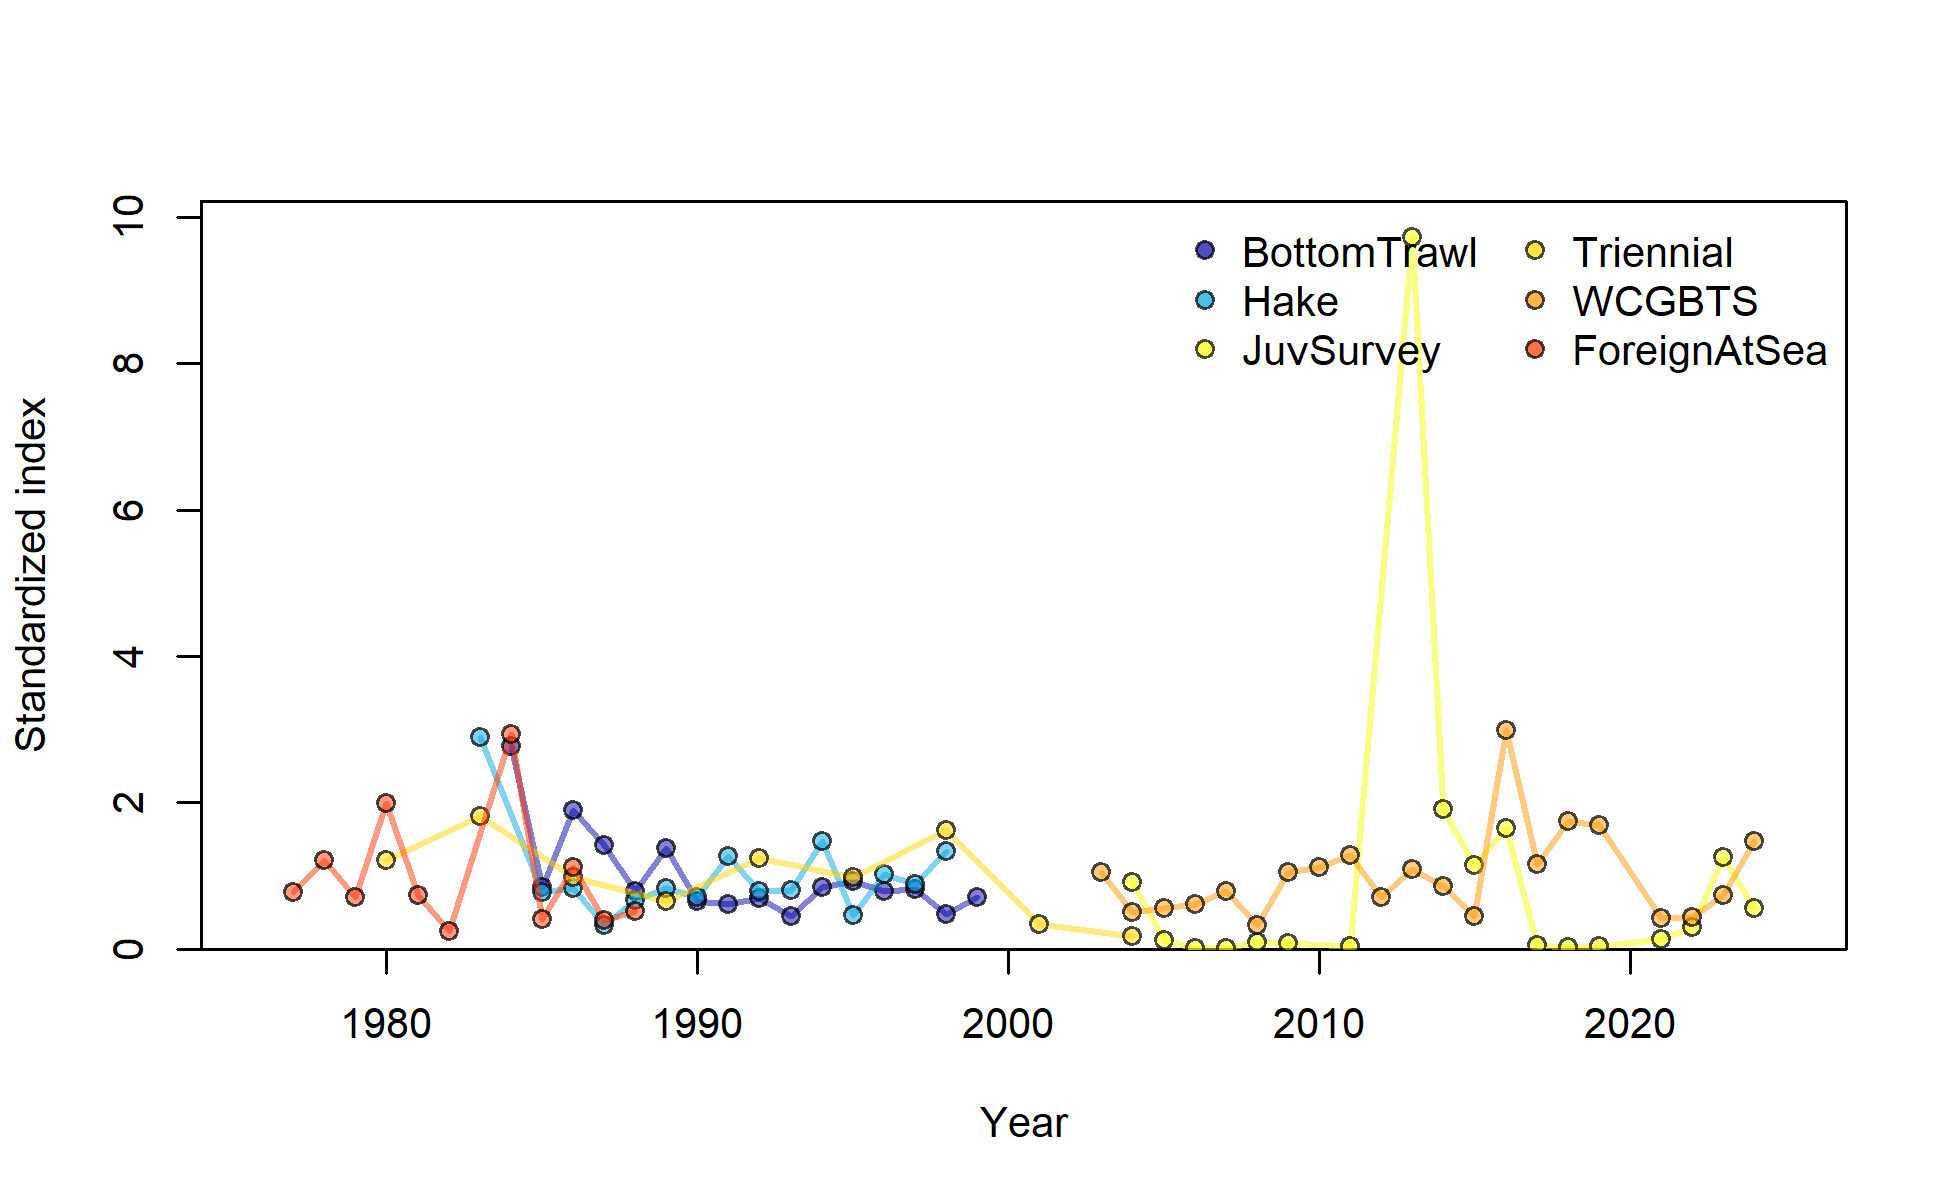 10
8
6
4
2
0
Standardized index
BottomTrawl
Hake
JuvSurvey
Triennial
WCGBTS
ForeignAtSea
1980 1990 2000 2010 2020
Year